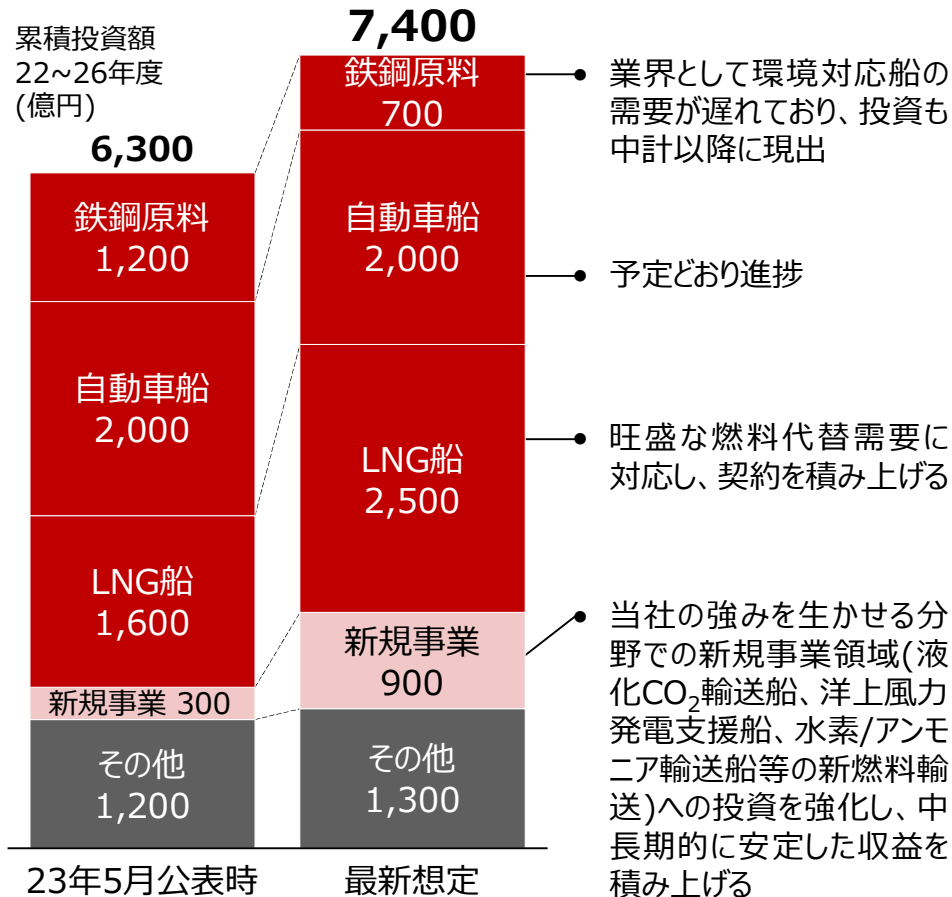 累積投資額
22~26年度
(億円)
6,300
鉄鋼原料
1,200
自動車船
2,000
LNG船
1,600
新規事業 300
その他
1,200
23年5月公表時
7,400
鉄鋼原料
700
自動車船
2,000
LNG船
2,500
新規事業
900
その他
1,300
最新想定
業界として環境対応船の
需要が遅れており、投資も
中計以降に現出
予定どおり進捗
旺盛な燃料代替需要に
対応し、契約を積み上げる
当社の強みを生かせる分
野での新規事業領域(液
化CO₂輸送船、洋上風力
発電支援船、水素/アンモ
ニア輸送船等の新燃料輸
送)への投資を強化し、中
長期的に安定した収益を
積み上げる